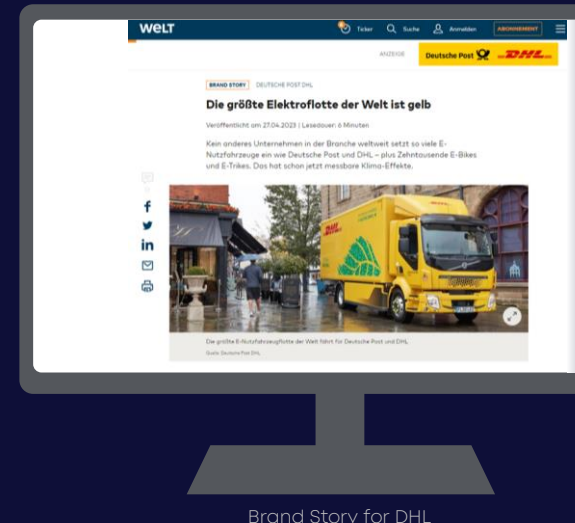 WELT
Ticker
Suche
Anmelden
ABONNEMENT
ANZEIGE
Deutsche Post DHL
BRAND STORY DEUTSCHE POST DHL
Die größte Elektroflotte der Welt ist gelb
Veröffentlicht am 27.04.2023 | Lesedauer: 6 Minuten
Kein anderes Unternehmen in der Branche weltweit setzt so viele E-
Nutzfahrzeuge ein wie Deutsche Post und DHL – plus Zehntausende E-Bikes
und E-Trikes. Das hat schon jetzt messbare Klima-Effekte.
DHL
Die größte E-Nutzfahrzeugflotte der Welt fährt für Deutsche Post und DHL
Quelle: Deutsche Post DHL
Brand Story for DHL